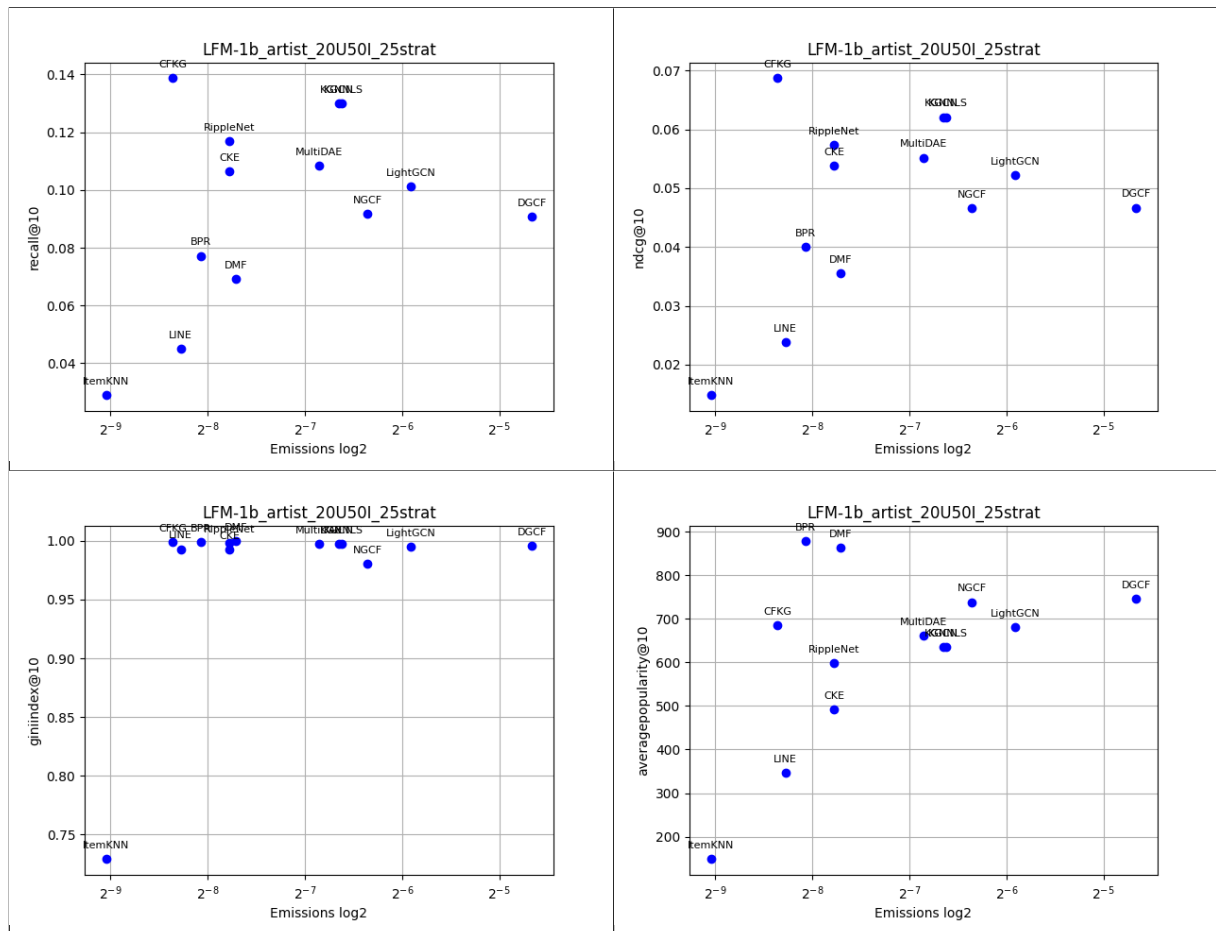 LFM-1b_artist_20U50I_25strat
CFKG
RippleNet
CKE
MultiDAE
LightGCN
NGCF
DGCF
BPR
DMF
LINE
ItemKNN
0.14
0.12
0.10
0.08
0.06
0.04
recall@10
2⁻⁹ 2⁻⁸ 2⁻⁷ 2⁻⁶ 2⁻⁵
Emissions log2
LFM-1b_artist_20U50I_25strat
CFKG
RippleNet
CKE
MultiDAE
LightGCN
NGCF
DGCF
BPR
DMF
LINE
ItemKNN
0.07
0.06
0.05
0.04
0.03
0.02
ndcg@10
2⁻⁹ 2⁻⁸ 2⁻⁷ 2⁻⁶ 2⁻⁵
Emissions log2
LFM-1b_artist_20U50I_25strat
CFKG
LINE
BPR
RippleNet
DMF
CKE
LightGCN
NGCF
DGCF
ItemKNN
1.00
0.95
0.90
0.85
0.80
0.75
giniindex@10
2⁻⁹ 2⁻⁸ 2⁻⁷ 2⁻⁶ 2⁻⁵
Emissions log2
LFM-1b_artist_20U50I_25strat
BPR
DMF
CFKG
RippleNet
CKE
LINE
MultiDAE
NGCF
LightGCN
DGCF
ItemKNN
900
800
700
600
500
400
300
200
100
averagepopularity@10
2⁻⁹ 2⁻⁸ 2⁻⁷ 2⁻⁶ 2⁻⁵
Emissions log2